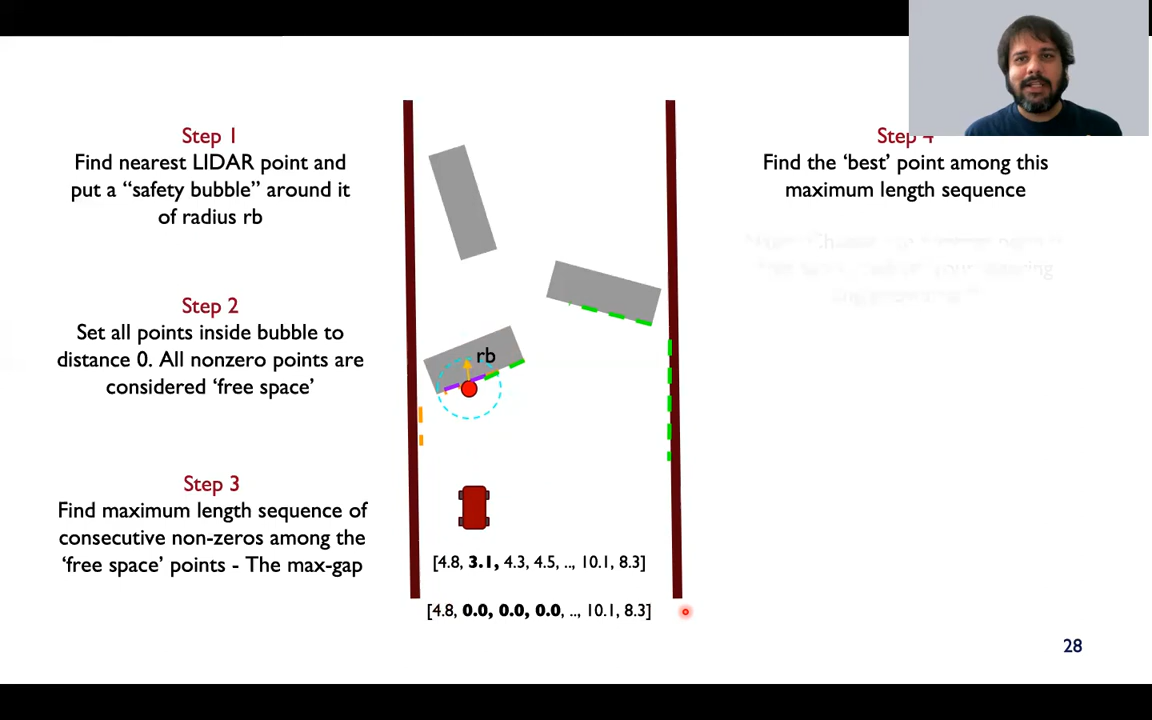 Step 1
Find nearest LIDAR point and
put a “safety bubble” around it
of radius rb
Step 2
Set all points inside bubble to
distance 0. All nonzero points are
considered ‘free space’
Step 3
Find maximum length sequence of
consecutive non-zeros among the
‘free space’ points - The max-gap
rb
[4.8, 3.1, 4.3, 4.5, .., 10.1, 8.3]
[4.8, 0.0, 0.0, 0.0, .., 10.1, 8.3]
Step 4
Find the ‘best’ point among this
maximum length sequence
28